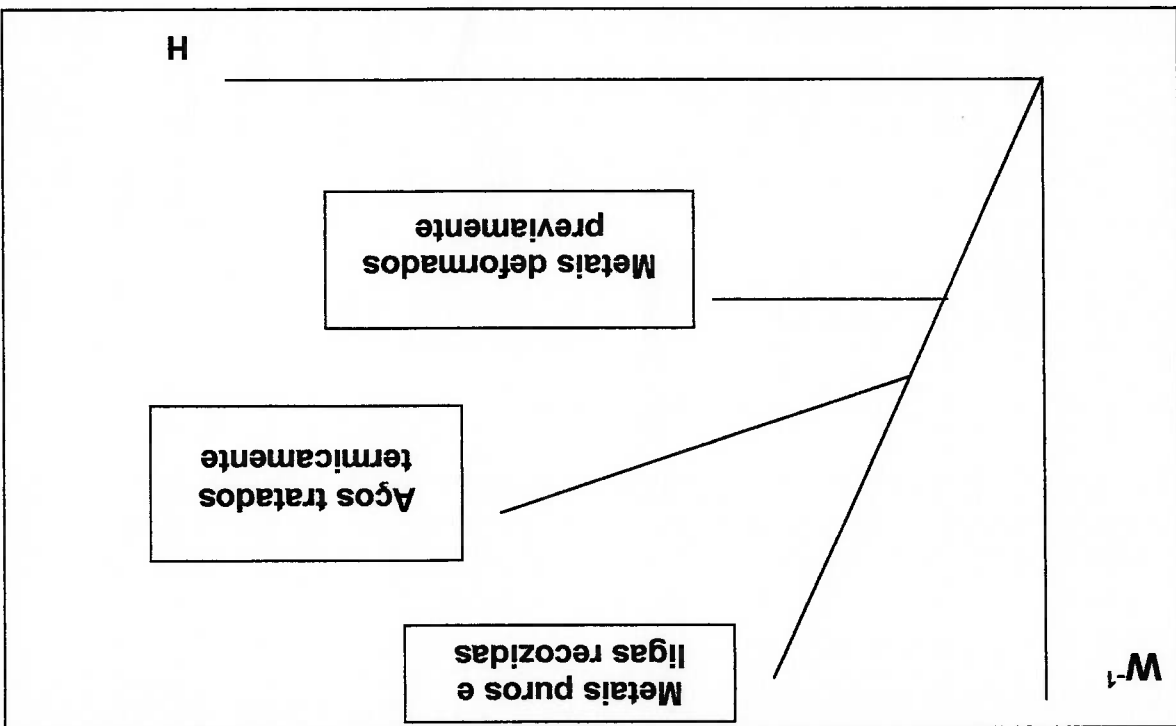 W⁻¹
Metais puros e
ligas recozidas
Aços tratados
termicamente
Metais deformados
previamente
H